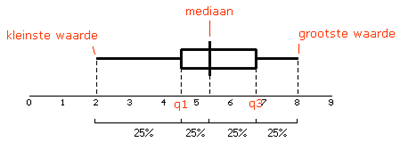 mediaan
kleinste waarde
grootste waarde
0 1 2 3 4 5 6 7 8 9
q1 q3
25% 25% 25% 25%